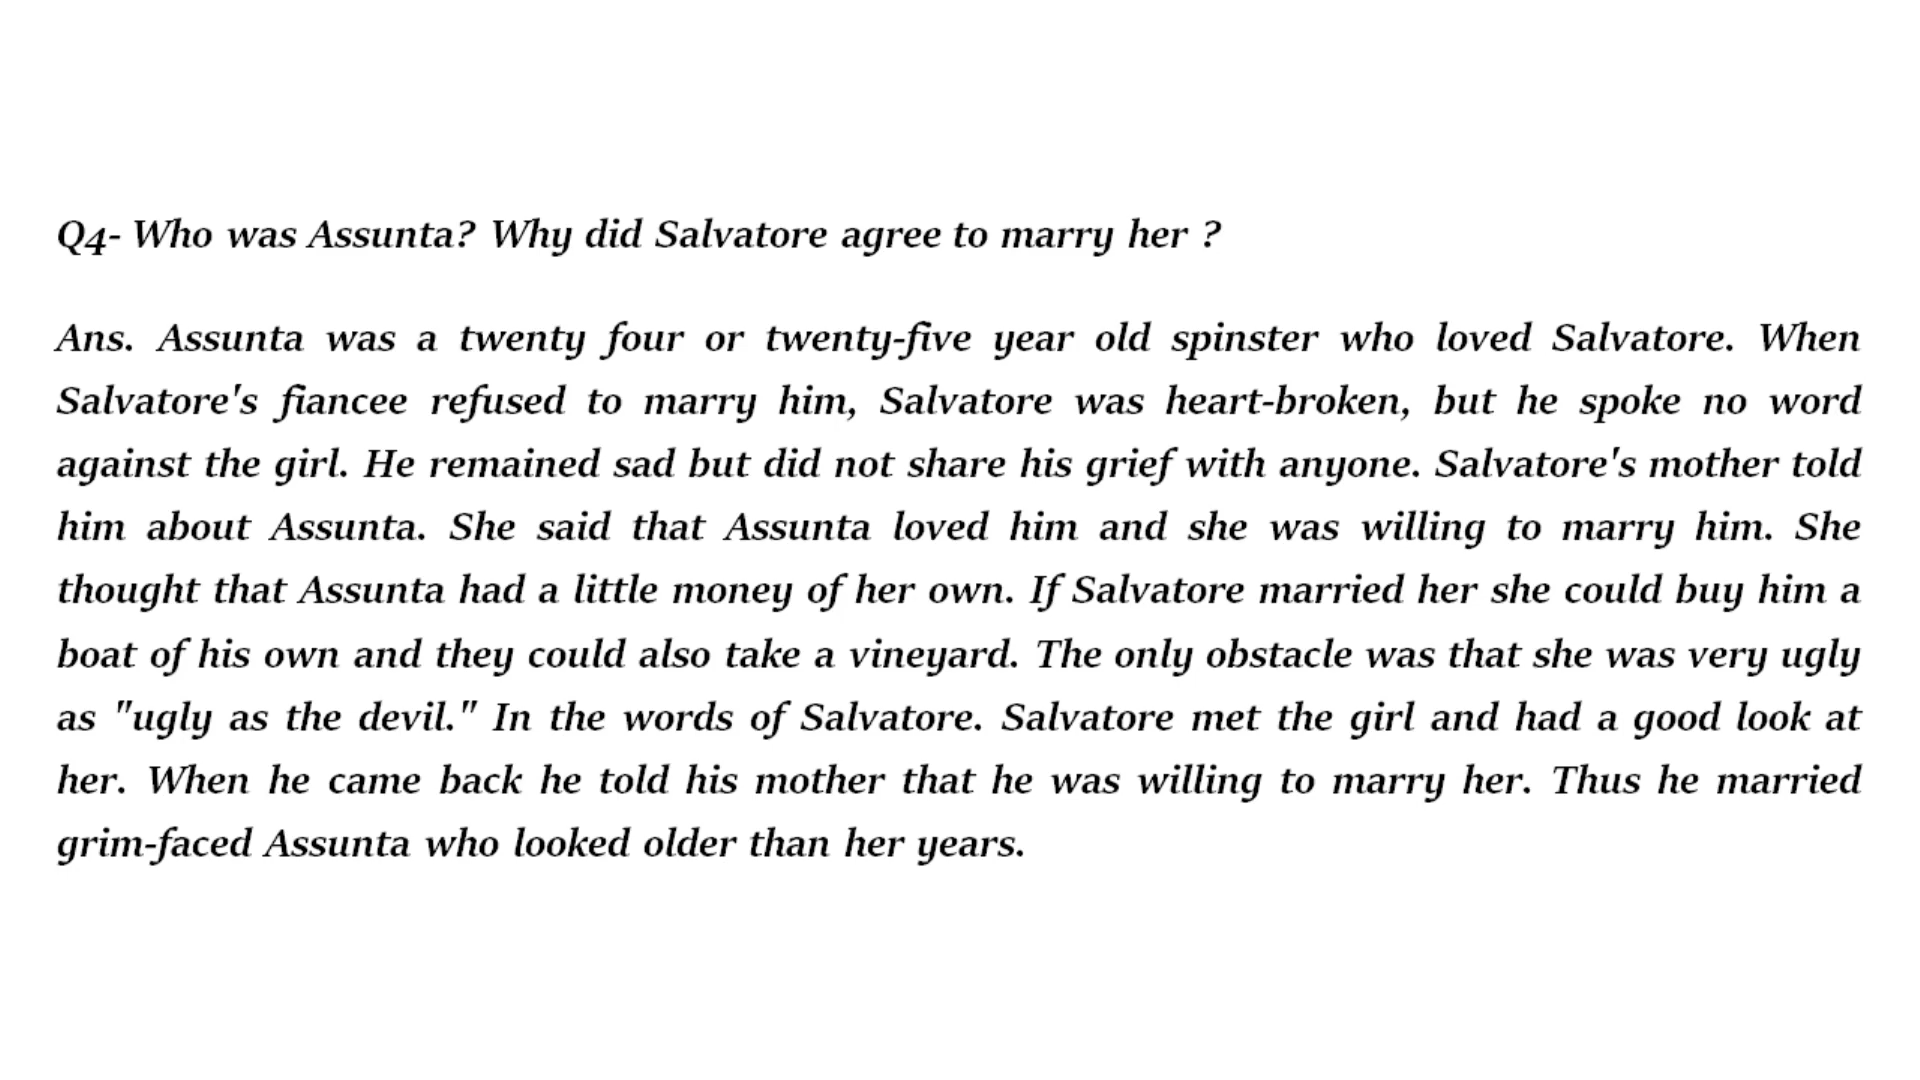 Q4- Who was Assunta? Why did Salvatore agree to marry her ?
Ans. Assunta was a twenty four or twenty-five year old spinster who loved Salvatore. When
Salvatore's fiancee refused to marry him, Salvatore was heart-broken, but he spoke no word
against the girl. He remained sad but did not share his grief with anyone. Salvatore's mother told
him about Assunta. She said that Assunta loved him and she was willing to marry him. She
thought that Assunta had a little money of her own. If Salvatore married her she could buy him a
boat of his own and they could also take a vineyard. The only obstacle was that she was very ugly
as "ugly as the devil." In the words of Salvatore. Salvatore met the girl and had a good look at
her. When he came back he told his mother that he was willing to marry her. Thus he married
grim-faced Assunta who looked older than her years.